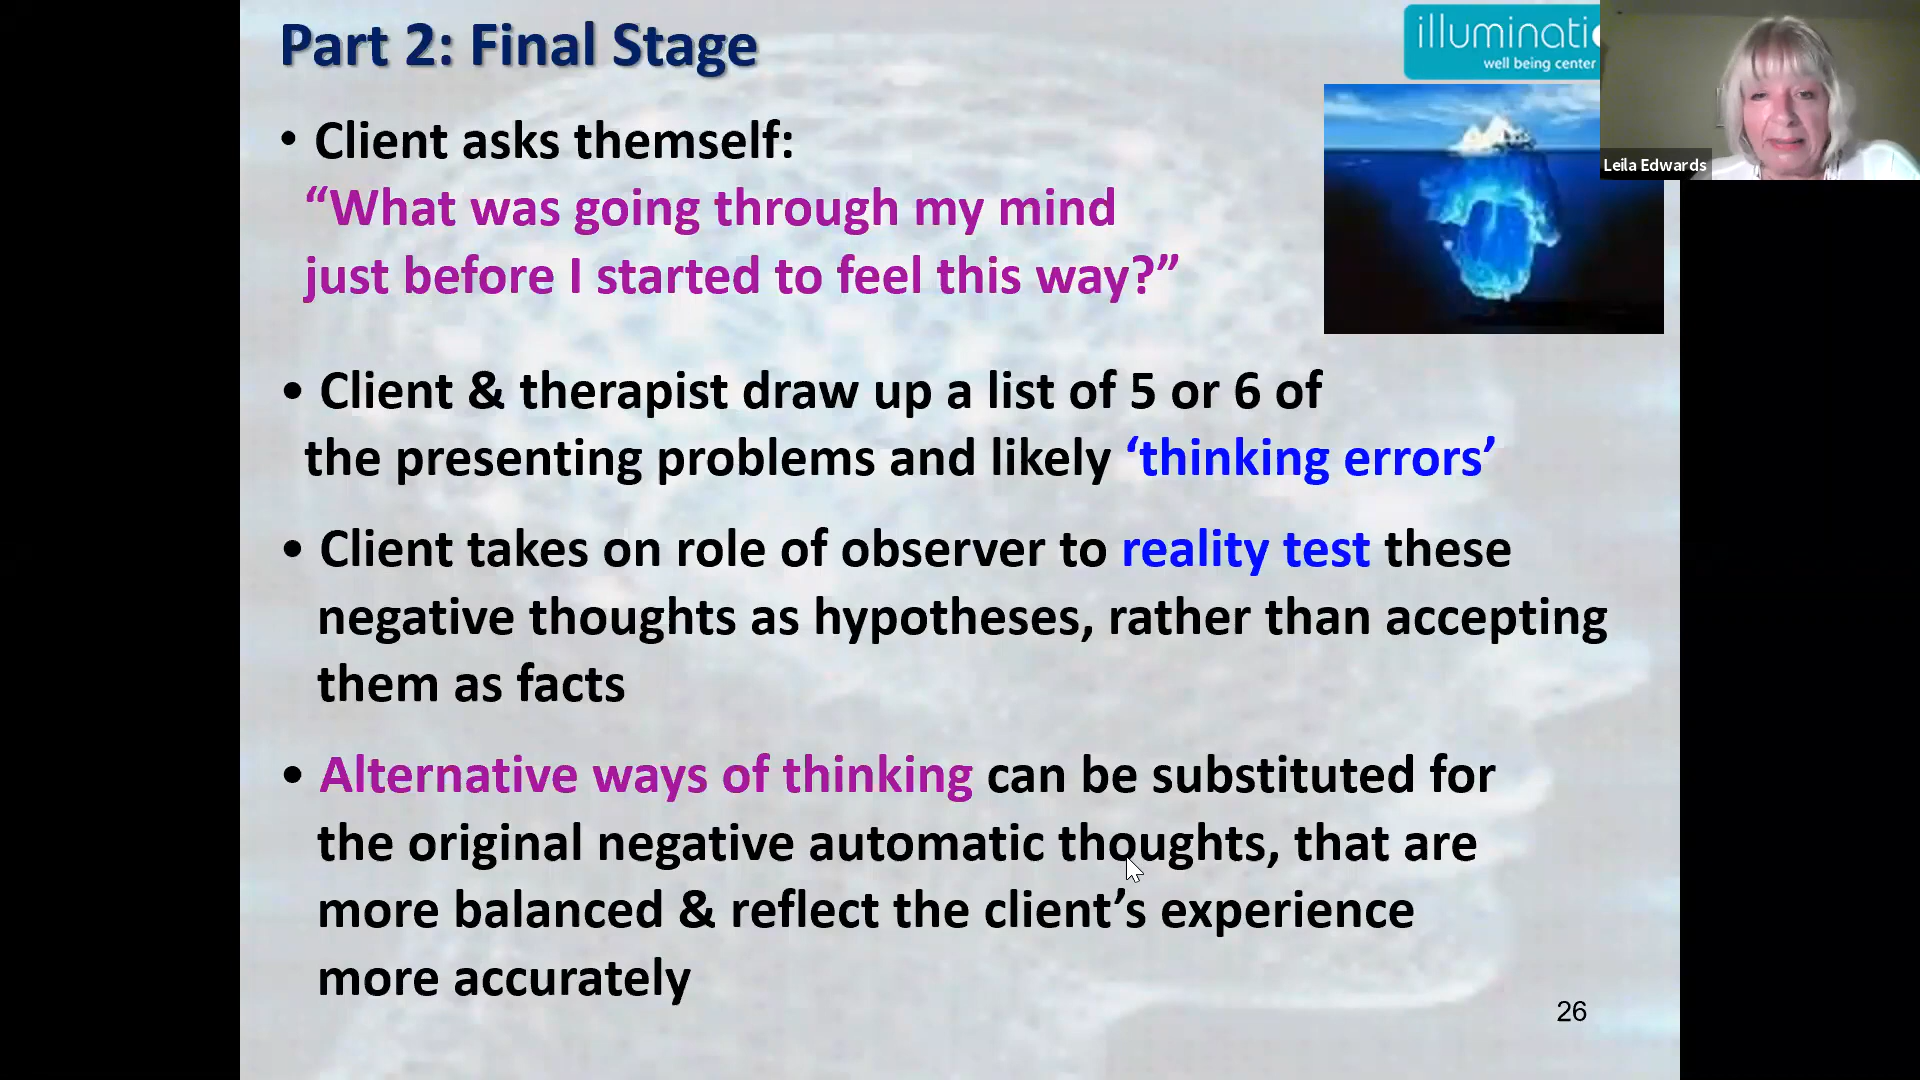 Part 2: Final Stage
illuminati
well being center
Leila Edwards
• Client asks themself:
“What was going through my mind
just before I started to feel this way?”
• Client & therapist draw up a list of 5 or 6 of
the presenting problems and likely ‘thinking errors’
• Client takes on role of observer to reality test these
negative thoughts as hypotheses, rather than accepting
them as facts
• Alternative ways of thinking can be substituted for
the original negative automatic thoughts, that are
more balanced & reflect the client’s experience
more accurately
26